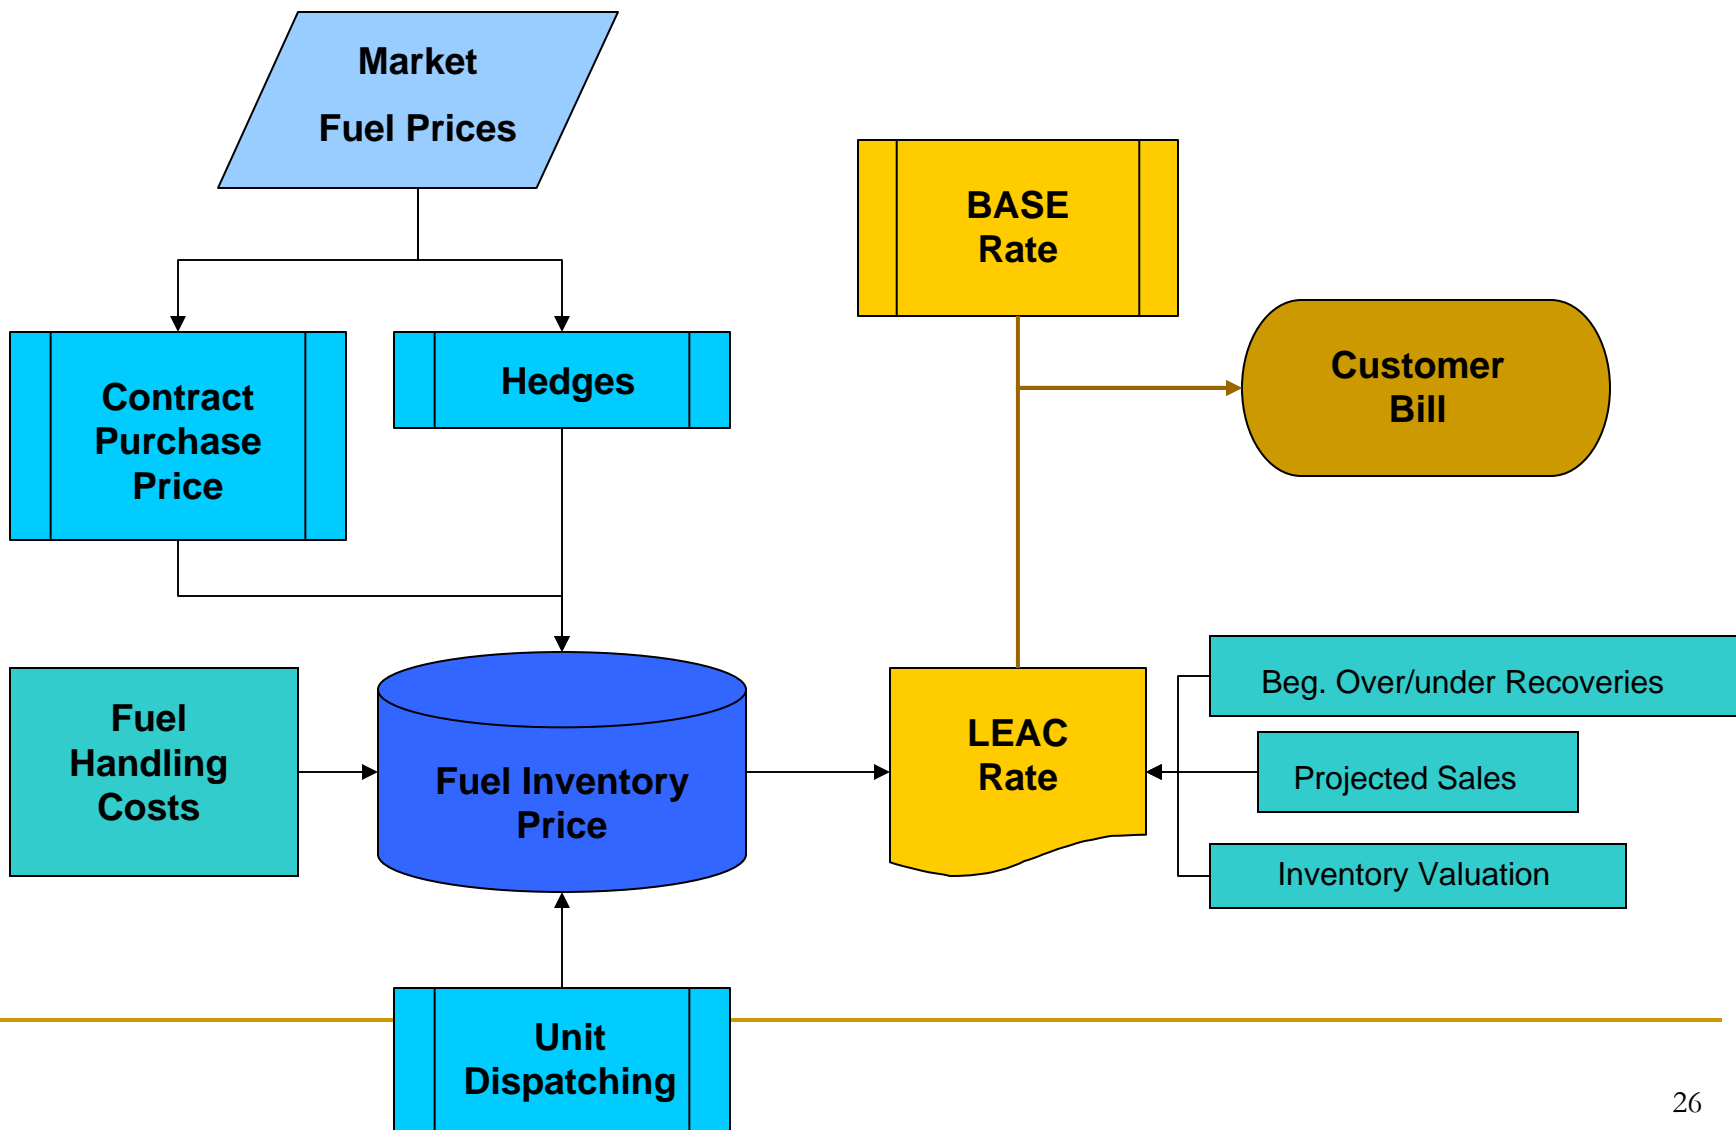 Market
Fuel Prices
BASE
Rate
Customer
Bill
Hedges
Contract
Purchase
Price
Fuel
Handling
Costs
Fuel Inventory
Price
LEAC
Rate
Beg. Over/under Recoveries
Projected Sales
Inventory Valuation
Unit
Dispatching
26